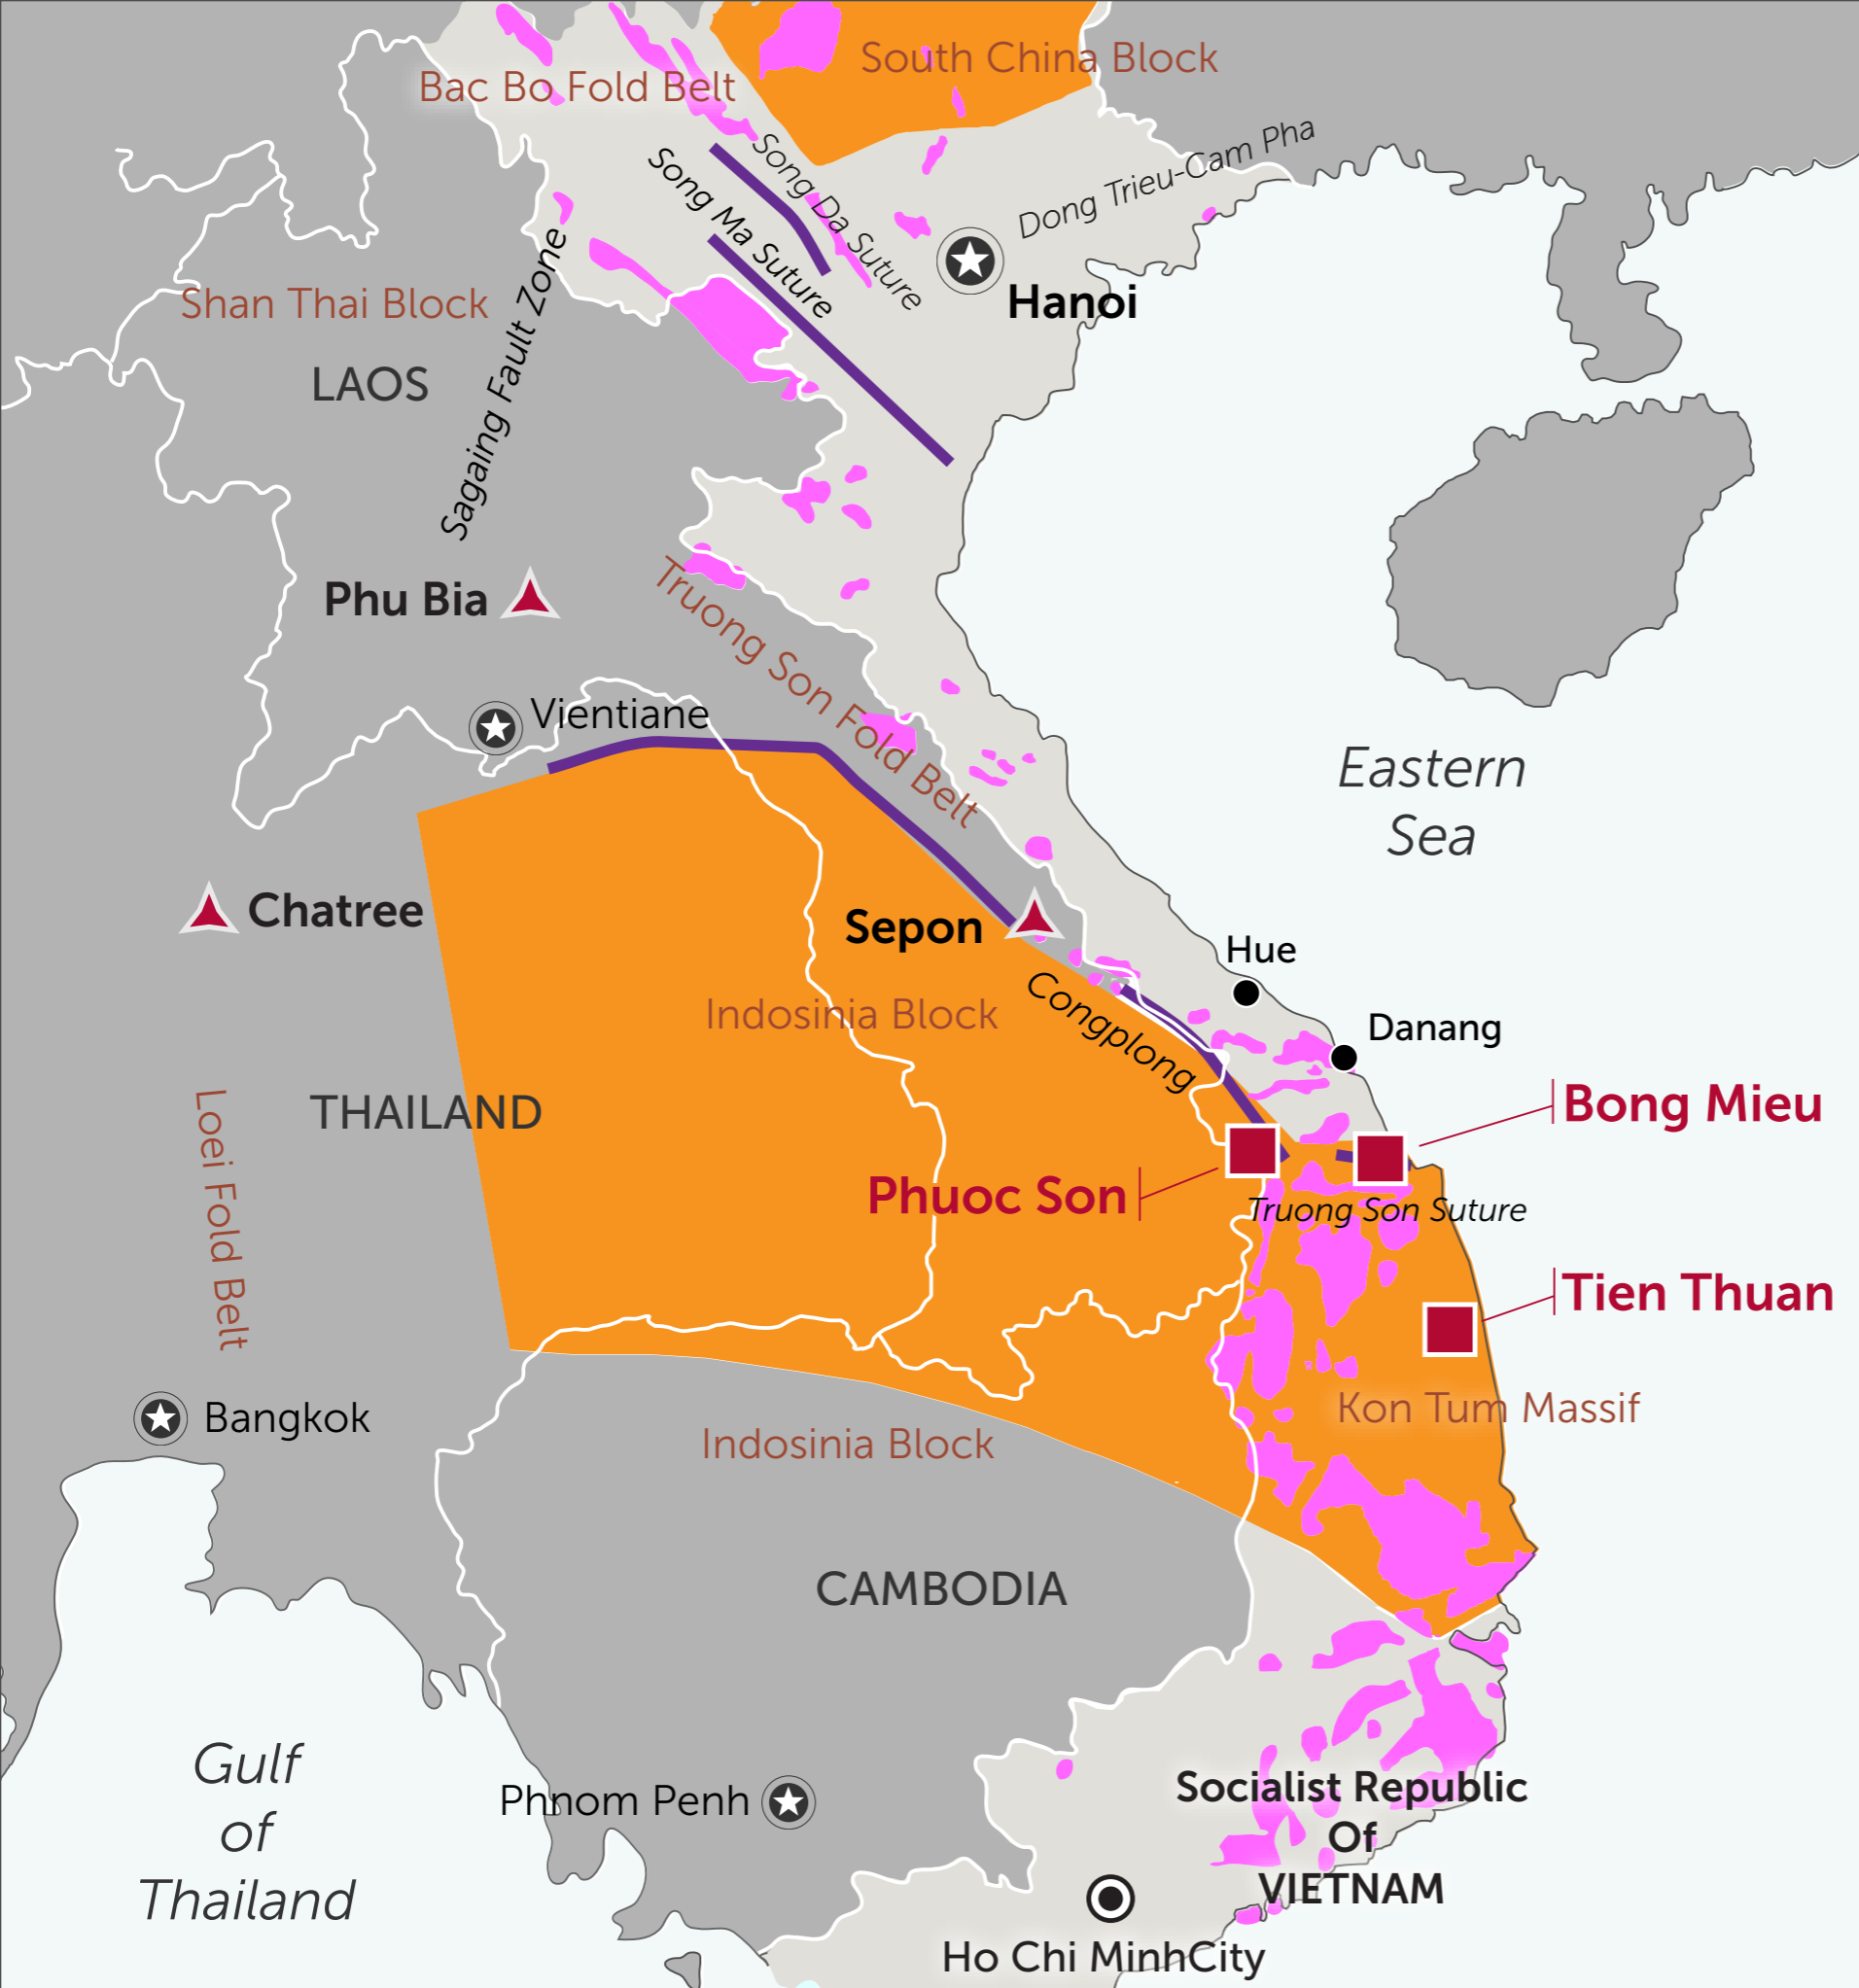 South China Block
Bac Bo Fold Belt
Song Da Suture
Song Ma Suture
Dong Trieu-Cam Pha
Hanoi
Shan Thai Block
LAOS
Sagaing Fault Zone
Phu Bia
Truong Son Fold Belt
Vientiane
Eastern
Sea
Chatree
Sepon
Hue
Indosinia Block
Congplong
Danang
Bong Mieu
THAILAND
Loei Fold Belt
Phuoc Son
Truong Son Suture
Tien Thuan
Kon Tum Massif
Bangkok
Indosinia Block
CAMBODIA
Gulf
of
Thailand
Phnom Penh
Socialist Republic
Of
VIETNAM
Ho Chi MinhCity